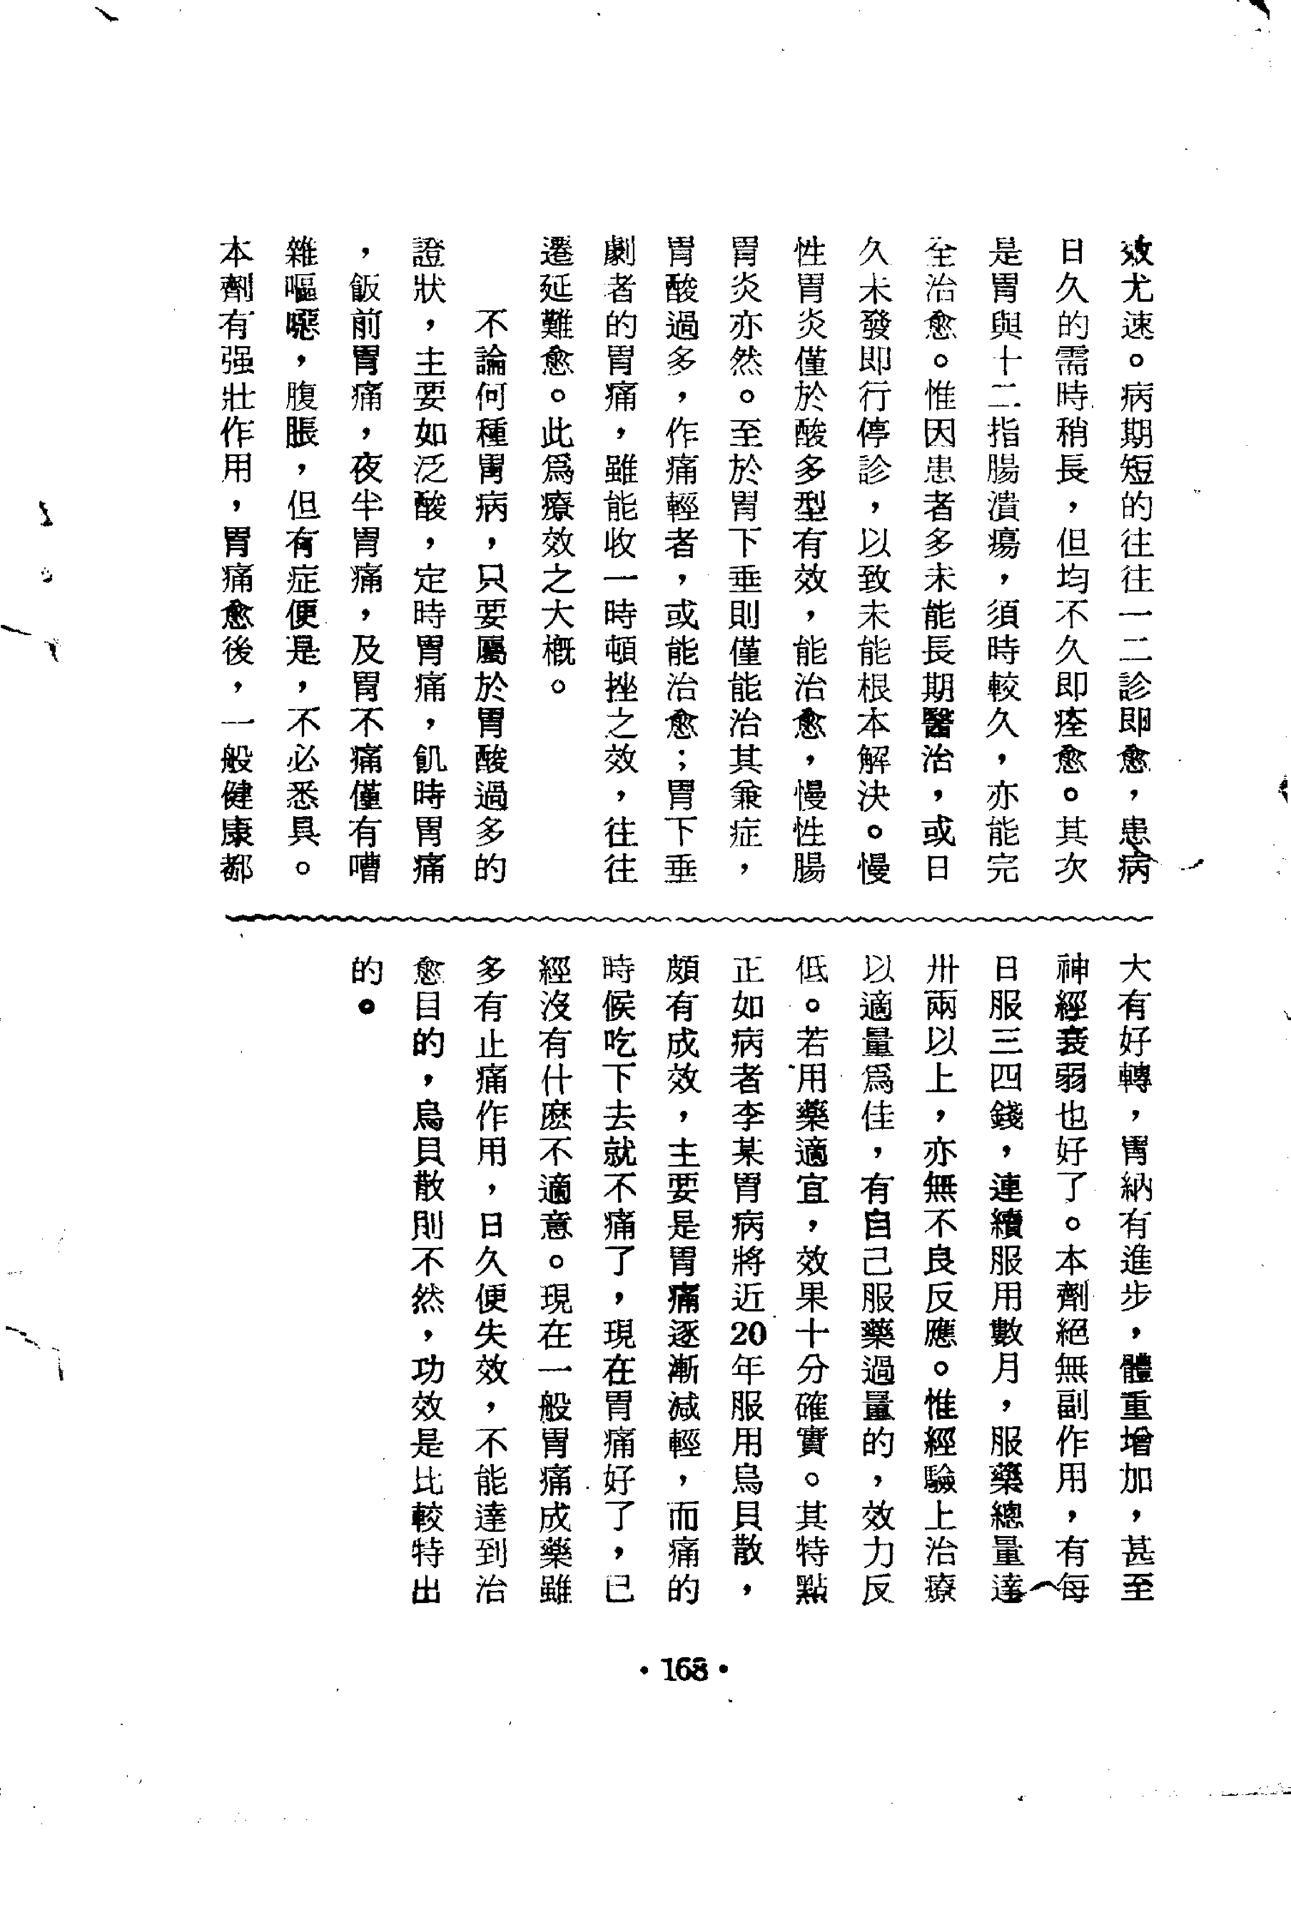 效尤速。病期短的往往一二診即愈，患病
日久的需時稍長，但均不久即痊愈。其次
是胃與十二指腸潰瘍，須時較久，亦能完
全治愈。惟因患者多未能長期醫治，或日
久未發即行停診，以致未能根本解決。慢
性胃炎僅於酸多型有效，能治愈，慢性腸
胃炎亦然。至於胃下垂則僅能治其兼症，
胃酸過多，作痛輕者，或能治愈；胃下垂
劇者的胃痛，雖能收一時頓挫之效，往往
遷延難愈。此爲療效之大概。
不論何種胃病，只要屬於胃酸過多的
證狀，主要如泛酸，定時胃痛，飢時胃痛
，飯前胃痛，夜半胃痛，及胃不痛僅有嘈
雜嘔噁，腹脹，但有症便是，不必悉具。
本劑有强壯作用，胃痛愈後，一般健康都
大有好轉，胃納有進步，體重增加，甚至
神經衰弱也好了。本劑絕無副作用，有每
日服三四錢，連續服用數月，服藥總量達
卅兩以上，亦無不良反應。惟經驗上治療
以適量爲佳，有自己服藥過量的，效力反
低。若用藥適宜，效果十分確實。其特點
正如病者李某胃病將近20年服用烏貝散，
頗有成效，主要是胃痛逐漸減輕，而痛的
時候吃下去就不痛了，現在胃痛好了，已
經沒有什麼不適意。現在一般胃痛成藥雖
多有止痛作用，日久便失效，不能達到治
愈目的，烏貝散則不然，功效是比較特出
的。
·168·